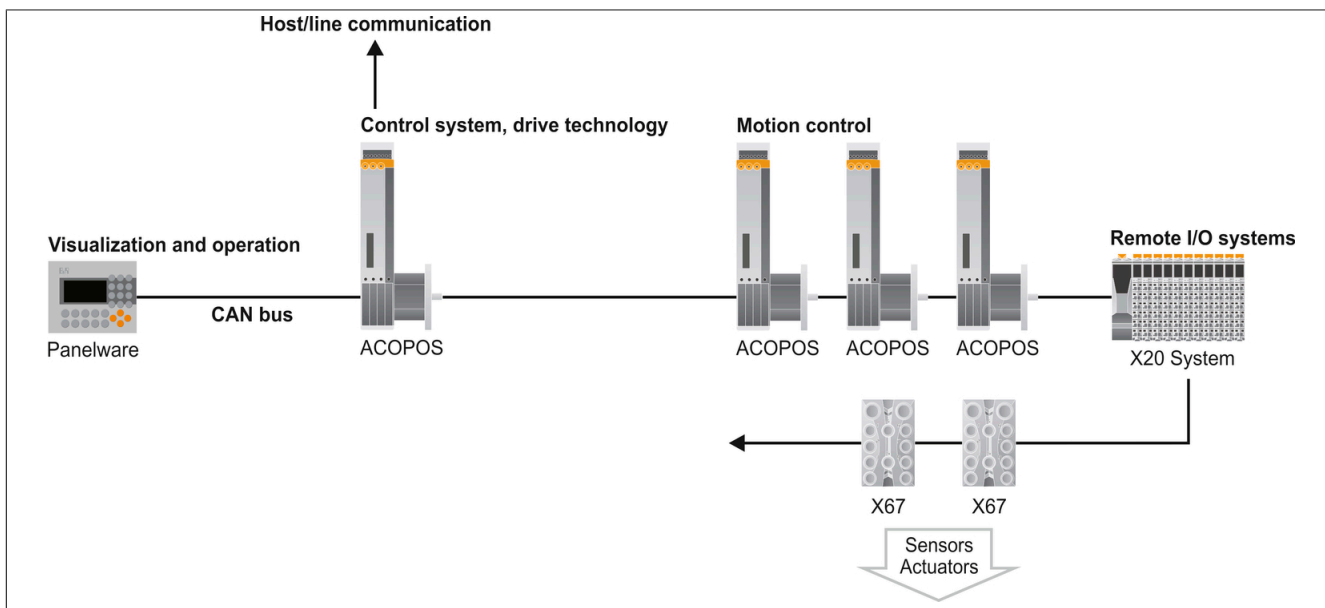 Host/line communication
Control system, drive technology
Motion control
Visualization and operation
Remote I/O systems
CAN bus
Panelware
ACOPOS
ACOPOS
ACOPOS
ACOPOS
X20 System
X67
X67
Sensors
Actuators